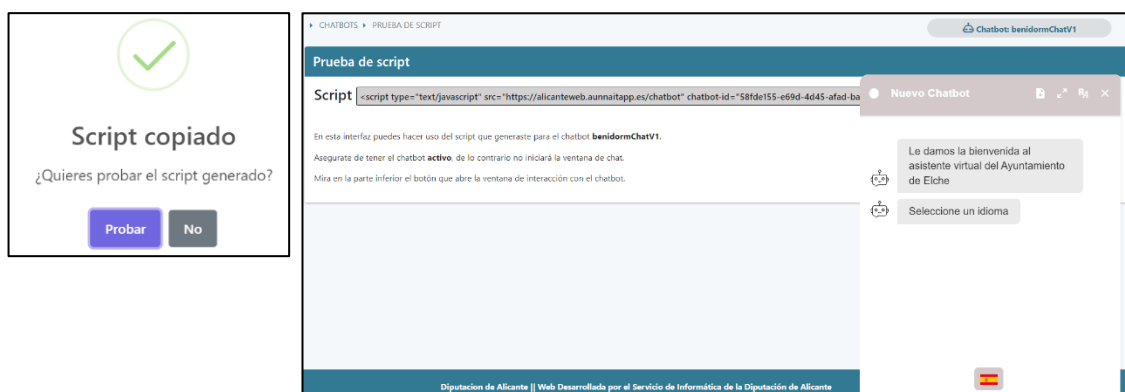 Script copiado
¿Quieres probar el script generado?
Probar No
CHATBOTS PRUEBA DE SCRIPT
Chatbot: benidormChatV1
Prueba de script
Script <script type="text/javascript" src="https://alicanteweb.aunnaitapp.es/chatbot" chatbot-id="58fde155-e69d-4d45-afad-ba
En esta interfaz puedes hacer uso del script que generaste para el chatbot benidormChatV1.
Asegurate de tener el chatbot activo, de lo contrario no iniciará la ventana de chat.
Mira en la parte inferior el botón que abre la ventana de interacción con el chatbot.
Nuevo Chatbot
Le damos la bienvenida al
asistente virtual del Ayuntamiento
de Elche
Seleccione un idioma
Diputacion de Alicante || Web Desarrollada por el Servicio de Informática de la Diputación de Alicante